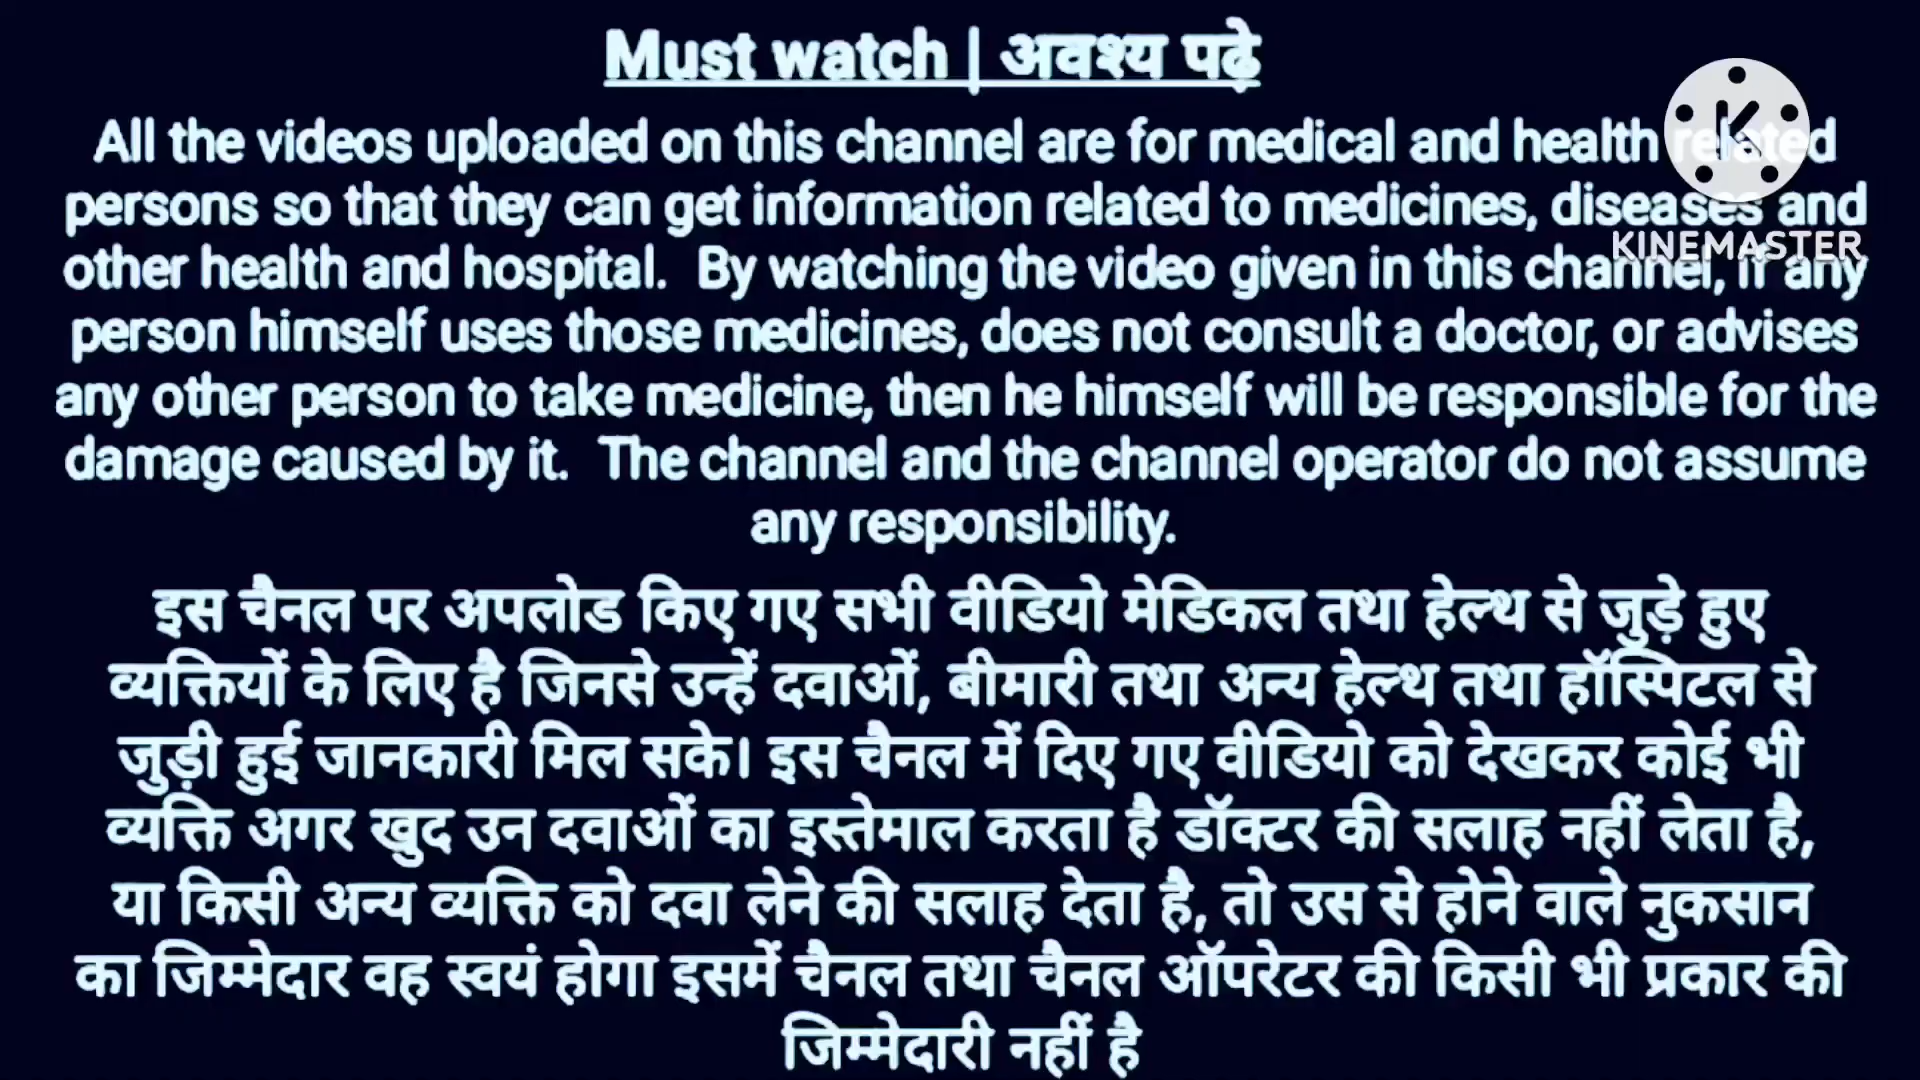 Must watch | अवश्य पढ़े
All the videos uploaded on this channel are for medical and health related
persons so that they can get information related to medicines, diseases and
other health and hospital.  By watching the video given in this channel, if any
person himself uses those medicines, does not consult a doctor, or advises
any other person to take medicine, then he himself will be responsible for the
damage caused by it.  The channel and the channel operator do not assume
any responsibility.
इस चैनल पर अपलोड किए गए सभी वीडियो मेडिकल तथा हेल्थ से जुड़े हुए
व्यक्तियों के लिए है जिनसे उन्हें दवाओं, बीमारी तथा अन्य हेल्थ तथा हॉस्पिटल से
जुड़ी हुई जानकारी मिल सके। इस चैनल में दिए गए वीडियो को देखकर कोई भी
व्यक्ति अगर खुद उन दवाओं का इस्तेमाल करता है डॉक्टर की सलाह नहीं लेता है,
या किसी अन्य व्यक्ति को दवा लेने की सलाह देता है, तो उस से होने वाले नुकसान
का जिम्मेदार वह स्वयं होगा इसमें चैनल तथा चैनल ऑपरेटर की किसी भी प्रकार की
जिम्मेदारी नहीं है
K
KINEMASTER